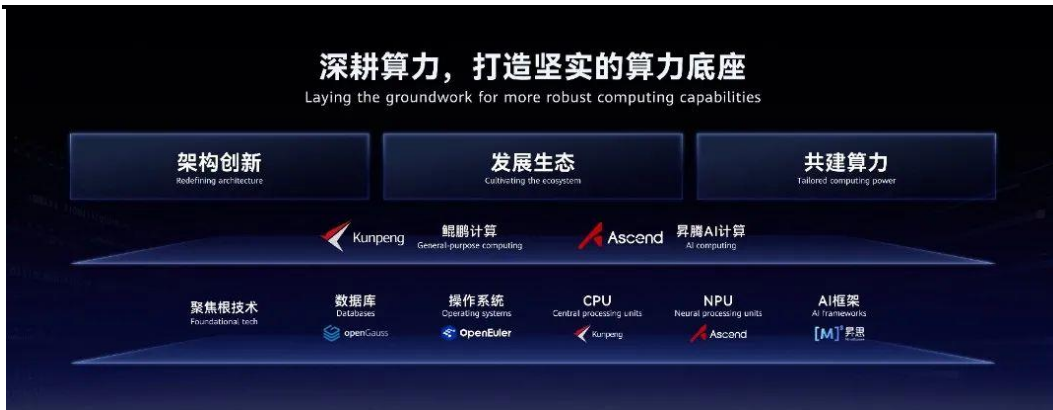 深耕算力，打造坚实的算力底座
Laying the groundwork for more robust computing capabilities
架构创新
Redefining architecture
发展生态
Cultivating the ecosystem
共建算力
Tailored computing power
Kunpeng
鲲鹏计算
General-purpose computing
Ascend
昇腾AI计算
AI computing
聚焦根技术
Foundational tech
数据库
Databases
openGauss
操作系统
Operating systems
OpenEuler
CPU
Central processing units
Kunpeng
NPU
Neural processing units
Ascend
AI框架
AI frameworks
[M]s 昇思